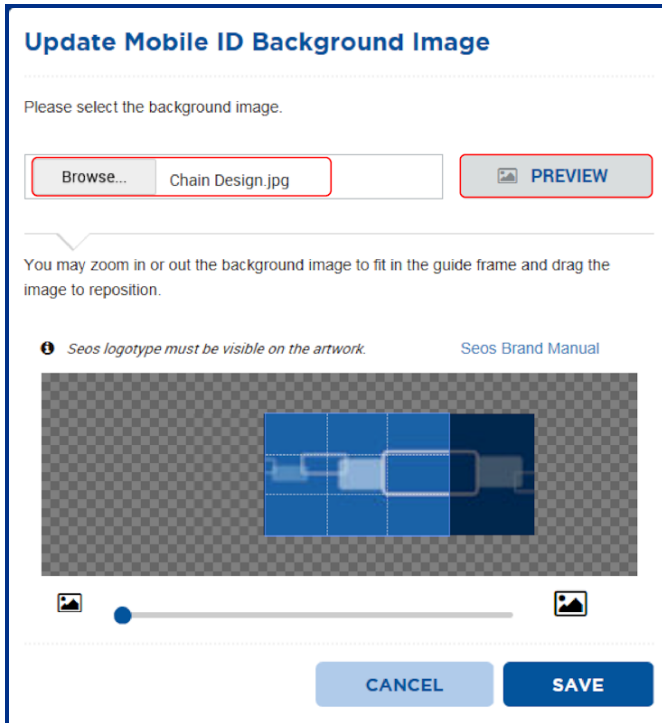 Update Mobile ID Background Image
Please select the background image.
Browse... Chain Design.jpg PREVIEW
You may zoom in or out the background image to fit in the guide frame and drag the
image to reposition.
Seos logotype must be visible on the artwork. Seos Brand Manual
CANCEL SAVE